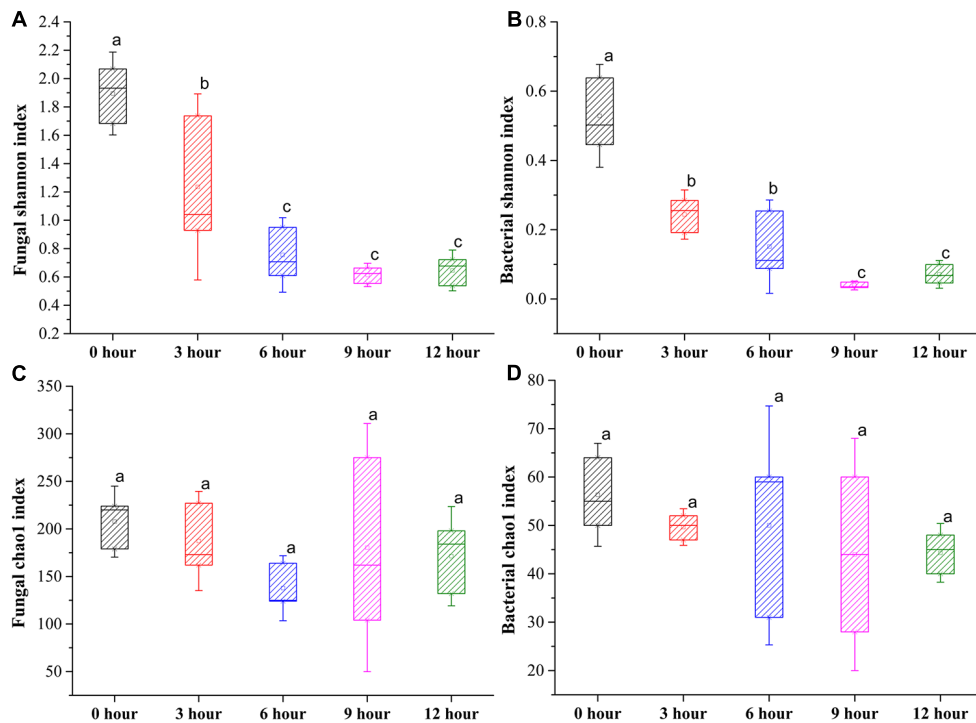 A
Fungal shannon index
2.4
2.2
2.0
1.8
1.6
1.4
1.2
1.0
0.8
0.6
0.4
0.2
a
b
c
c
c
0 hour 3 hour 6 hour 9 hour 12 hour
B
Bacterial shannon index
0.8
0.6
0.4
0.2
0.0
a
b
b
c
c
0 hour 3 hour 6 hour 9 hour 12 hour
C
Fungal chao1 index
350
300
250
200
150
100
50
a
a
a
a
a
0 hour 3 hour 6 hour 9 hour 12 hour
D
Bacterial chao1 index
80
70
60
50
40
30
20
a
a
a
a
a
0 hour 3 hour 6 hour 9 hour 12 hour